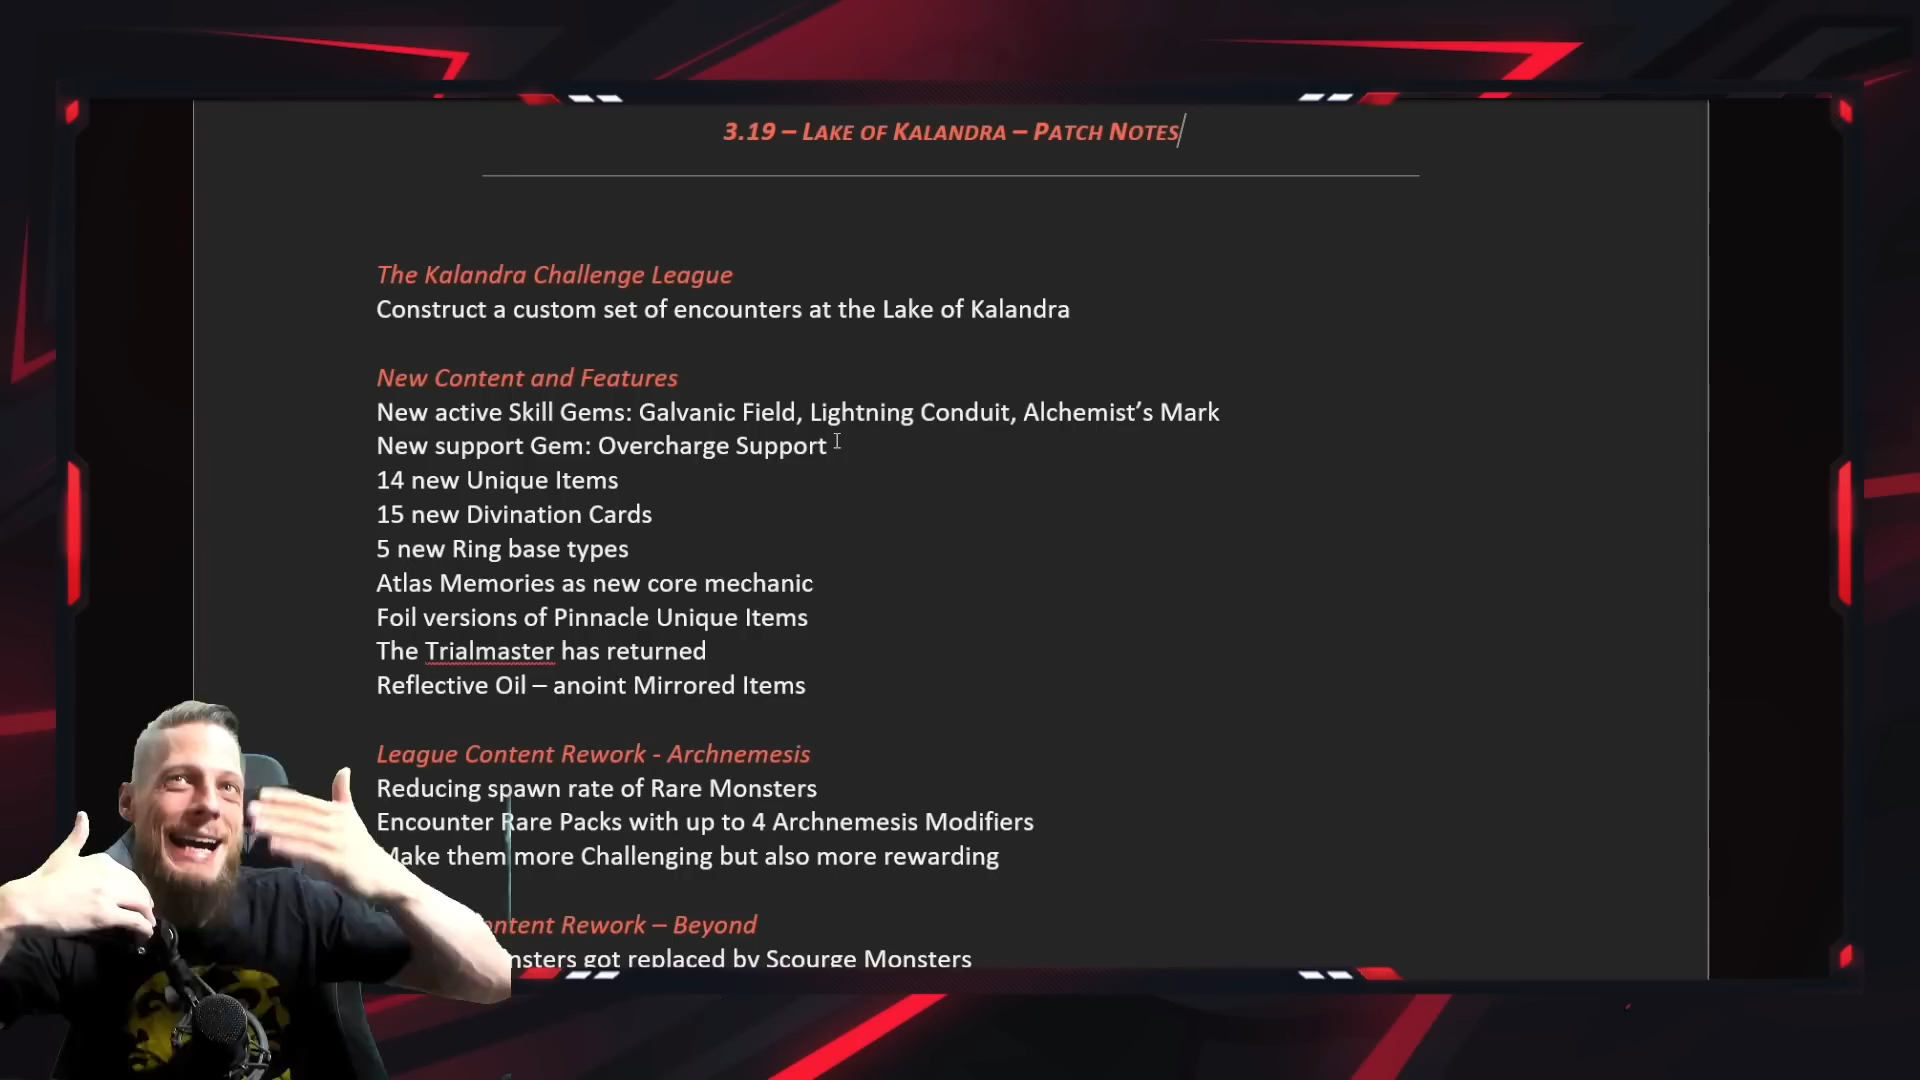 3.19 – Lake of Kalandra – Patch Notes
The Kalandra Challenge League
Construct a custom set of encounters at the Lake of Kalandra
New Content and Features
New active Skill Gems: Galvanic Field, Lightning Conduit, Alchemist’s Mark
New support Gem: Overcharge Support
14 new Unique Items
15 new Divination Cards
5 new Ring base types
Atlas Memories as new core mechanic
Foil versions of Pinnacle Unique Items
The Trialmaster has returned
Reflective Oil – anoint Mirrored Items
League Content Rework - Archnemesis
Reducing spawn rate of Rare Monsters
Encounter Rare Packs with up to 4 Archnemesis Modifiers
Make them more Challenging but also more rewarding
Content Rework – Beyond
got replaced by Scourge Monsters